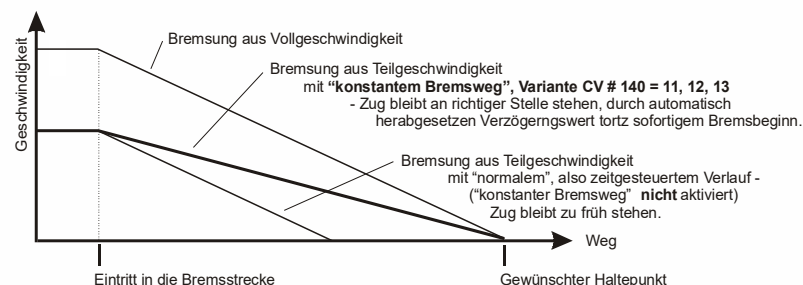 Geschwindigkeit
Bremsung aus Vollgeschwindigkeit
Bremsung aus Teilgeschwindigkeit
mit “konstantem Bremsweg”, Variante CV # 140 = 11, 12, 13
- Zug bleibt an richtiger Stelle stehen, durch automatisch
herabgesetzen Verzögerngswert tortz sofortigem Bremsbeginn.
Bremsung aus Teilgeschwindigkeit
mit “normalem”, also zeitgesteuertem Verlauf -
(“konstanter Bremsweg” nicht aktiviert)
Zug bleibt zu früh stehen.
Weg
Eintritt in die Bremsstrecke
Gewünschter Haltepunkt